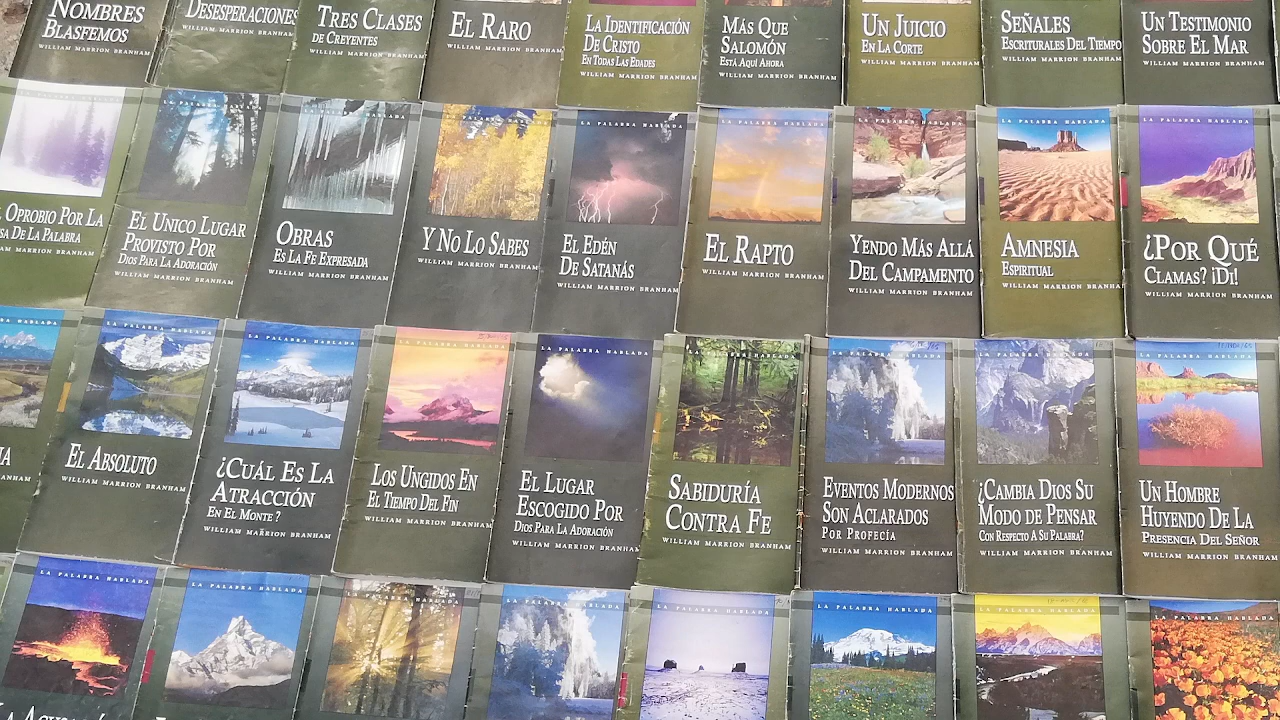 NOMBRES
BLASFEMOS
WILLIAM MARRION BRANHAM
DESESPERACIONES
WILLIAM MARRION BRANHAM
TRES CLASES
DE CREYENTES
WILLIAM MARRION BRANHAM
EL RARO
WILLIAM MARRION BRANHAM
LA IDENTIFICACIÓN
DE CRISTO
EN TODAS LAS EDADES
WILLIAM MARRION BRANHAM
MÁS QUE
SALOMÓN
ESTÁ AQUÍ AHORA
WILLIAM MARRION BRANHAM
UN JUICIO
EN LA CORTE
WILLIAM MARRION BRANHAM
SEÑALES
ESCRITURALES DEL TIEMPO
WILLIAM MARRION BRANHAM
UN TESTIMONIO
SOBRE EL MAR
WILLIAM MARRION BRANHAM
OPROBIO POR LA
SA DE LA PALABRA
WILLIAM MARRION BRANHAM
LA PALABRA HABLADA
EL UNICO LUGAR
PROVISTO POR
DIOS PARA LA ADORACIÓN
WILLIAM MARRION BRANHAM
LA PALABRA HABLADA
OBRAS
ES LA FE EXPRESADA
WILLIAM MARRION BRANHAM
LA PALABRA HABLADA
Y NO LO SABES
WILLIAM MARRION BRANHAM
LA PALABRA HABLADA
EL EDÉN
DE SATANÁS
WILLIAM MARRION BRANHAM
LA PALABRA HABLADA
EL RAPTO
WILLIAM MARRION BRANHAM
LA PALABRA HABLADA
YENDO MÁS ALLÁ
DEL CAMPAMENTO
WILLIAM MARRION BRANHAM
LA PALABRA HABLADA
AMNESIA
ESPIRITUAL
WILLIAM MARRION BRANHAM
LA PALABRA HABLADA
¿POR QUÉ
CLAMAS? ¡DI!
WILLIAM MARRION BRANHAM
LA PALABRA HABLADA
EL ABSOLUTO
WILLIAM MARRION BRANHAM
LA PALABRA HABLADA
¿CUÁL ES LA
ATRACCIÓN
EN EL MONTE?
WILLIAM MARRION BRANHAM
LA PALABRA HABLADA
LOS UNGIDOS EN
EL TIEMPO DEL FIN
WILLIAM MARRION BRANHAM
LA PALABRA HABLADA
EL LUGAR
ESCOGIDO POR
DIOS PARA LA ADORACIÓN
WILLIAM MARRION BRANHAM
LA PALABRA HABLADA
SABIDURÍA
CONTRA FE
WILLIAM MARRION BRANHAM
LA PALABRA HABLADA
EVENTOS MODERNOS
SON ACLARADOS
POR PROFECÍA
WILLIAM MARRION BRANHAM
LA PALABRA HABLADA
¿CAMBIA DIOS SU
MODO DE PENSAR
CON RESPECTO A SU PALABRA?
WILLIAM MARRION BRANHAM
LA PALABRA HABLADA
UN HOMBRE
HUYENDO DE LA
PRESENCIA DEL SEÑOR
WILLIAM MARRION BRANHAM
LA PALABRA HABLADA
LA PALABRA HABLADA
LA PALABRA HABLADA
LA PALABRA HABLADA
LA PALABRA HABLADA
LA PALABRA HABLADA
LA PALABRA HABLADA
LA PALABRA HABLADA